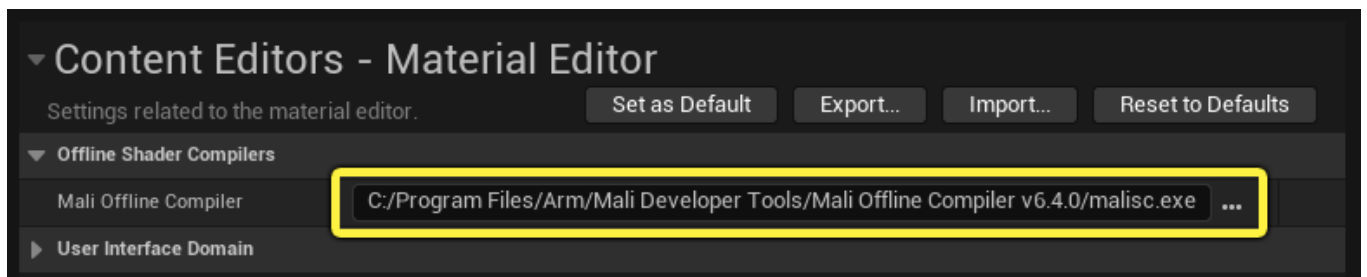 Content Editors - Material Editor
Settings related to the material editor.
Set as Default
Export...
Import...
Reset to Defaults
Offline Shader Compilers
Mali Offline Compiler
C:/Program Files/Arm/Mali Developer Tools/Mali Offline Compiler v6.4.0/malisc.exe ...
User Interface Domain